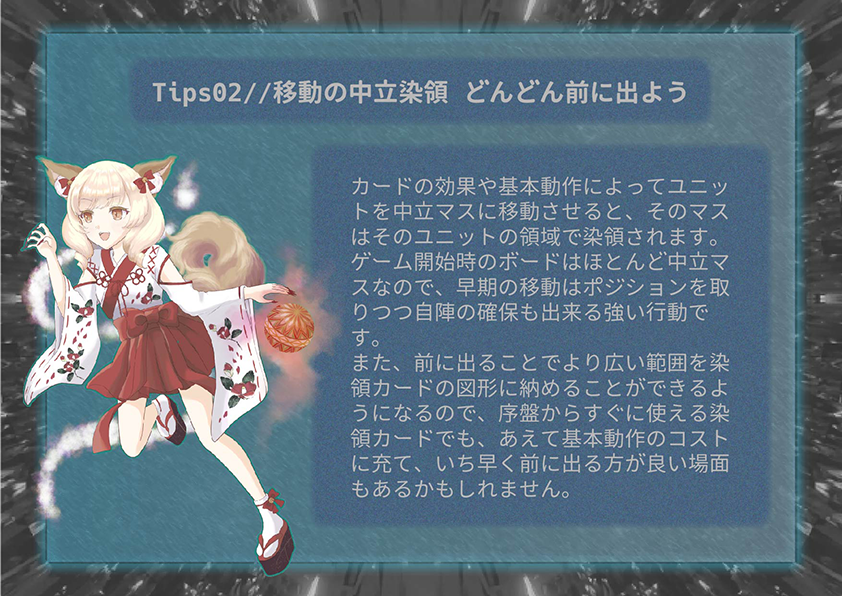 Tips02//移動の中立染領 どんどん前に出よう
カードの効果や基本動作によってユニッ
トを中立マスに移動させると、そのマス
はそのユニットの領域で染領されます。
ゲーム開始時のボードはほとんど中立マ
スなので、早期の移動はポジションを取
りつつ自陣の確保も出来る強い行動で
す。
また、前に出ることでより広い範囲を染
領カードの図形に納めることができるよ
うになるので、序盤からすぐに使える染
領カードでも、あえて基本動作のコスト
に充て、いち早く前に出る方が良い場面
もあるかもしれません。